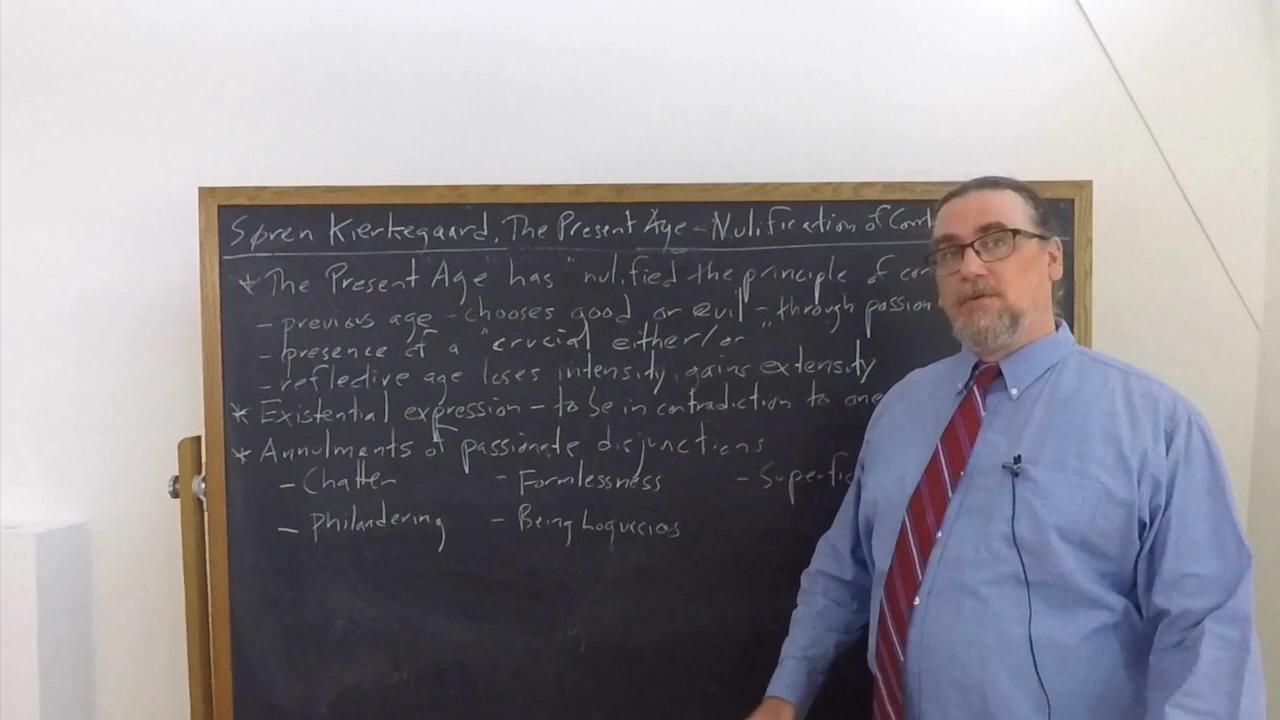 Søren Kierkegaard, The Present Age - Nulification of Cont
* The Present Age has "nulified the principle of con
- previous age - chooses good or evil - through passion
- presence of a "crucial either/or"
- reflective age loses intensity, gains extensity
* Existential expression - to be in contradiction to one
* Annulments of passionate disjunctions
- Chatter - Formlessness - Superfic
- Philandering - Being Loquacios